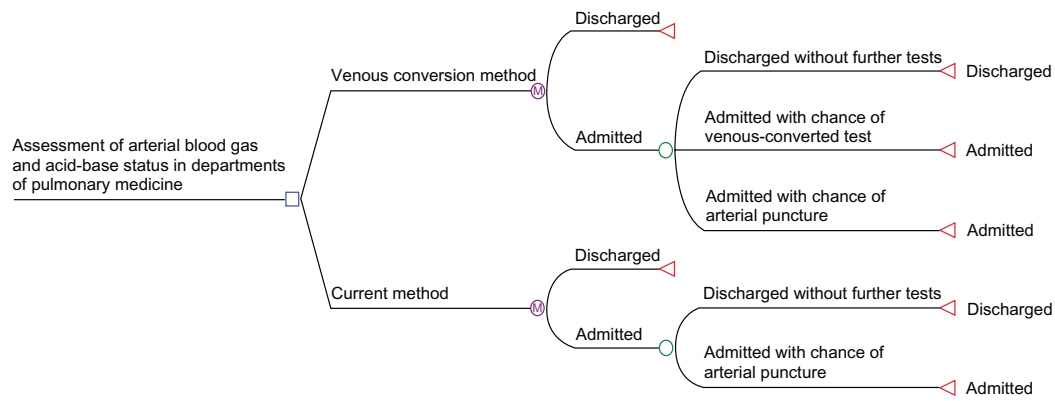 Discharged
Discharged without further tests
Discharged
Venous conversion method
M
Admitted with chance of
venous-converted test
Admitted
Admitted
Assessment of arterial blood gas
and acid-base status in departments
of pulmonary medicine
Admitted with chance of
arterial puncture
Admitted
Discharged
Current method
M
Discharged without further tests
Discharged
Admitted
Admitted with chance of
arterial puncture
Admitted